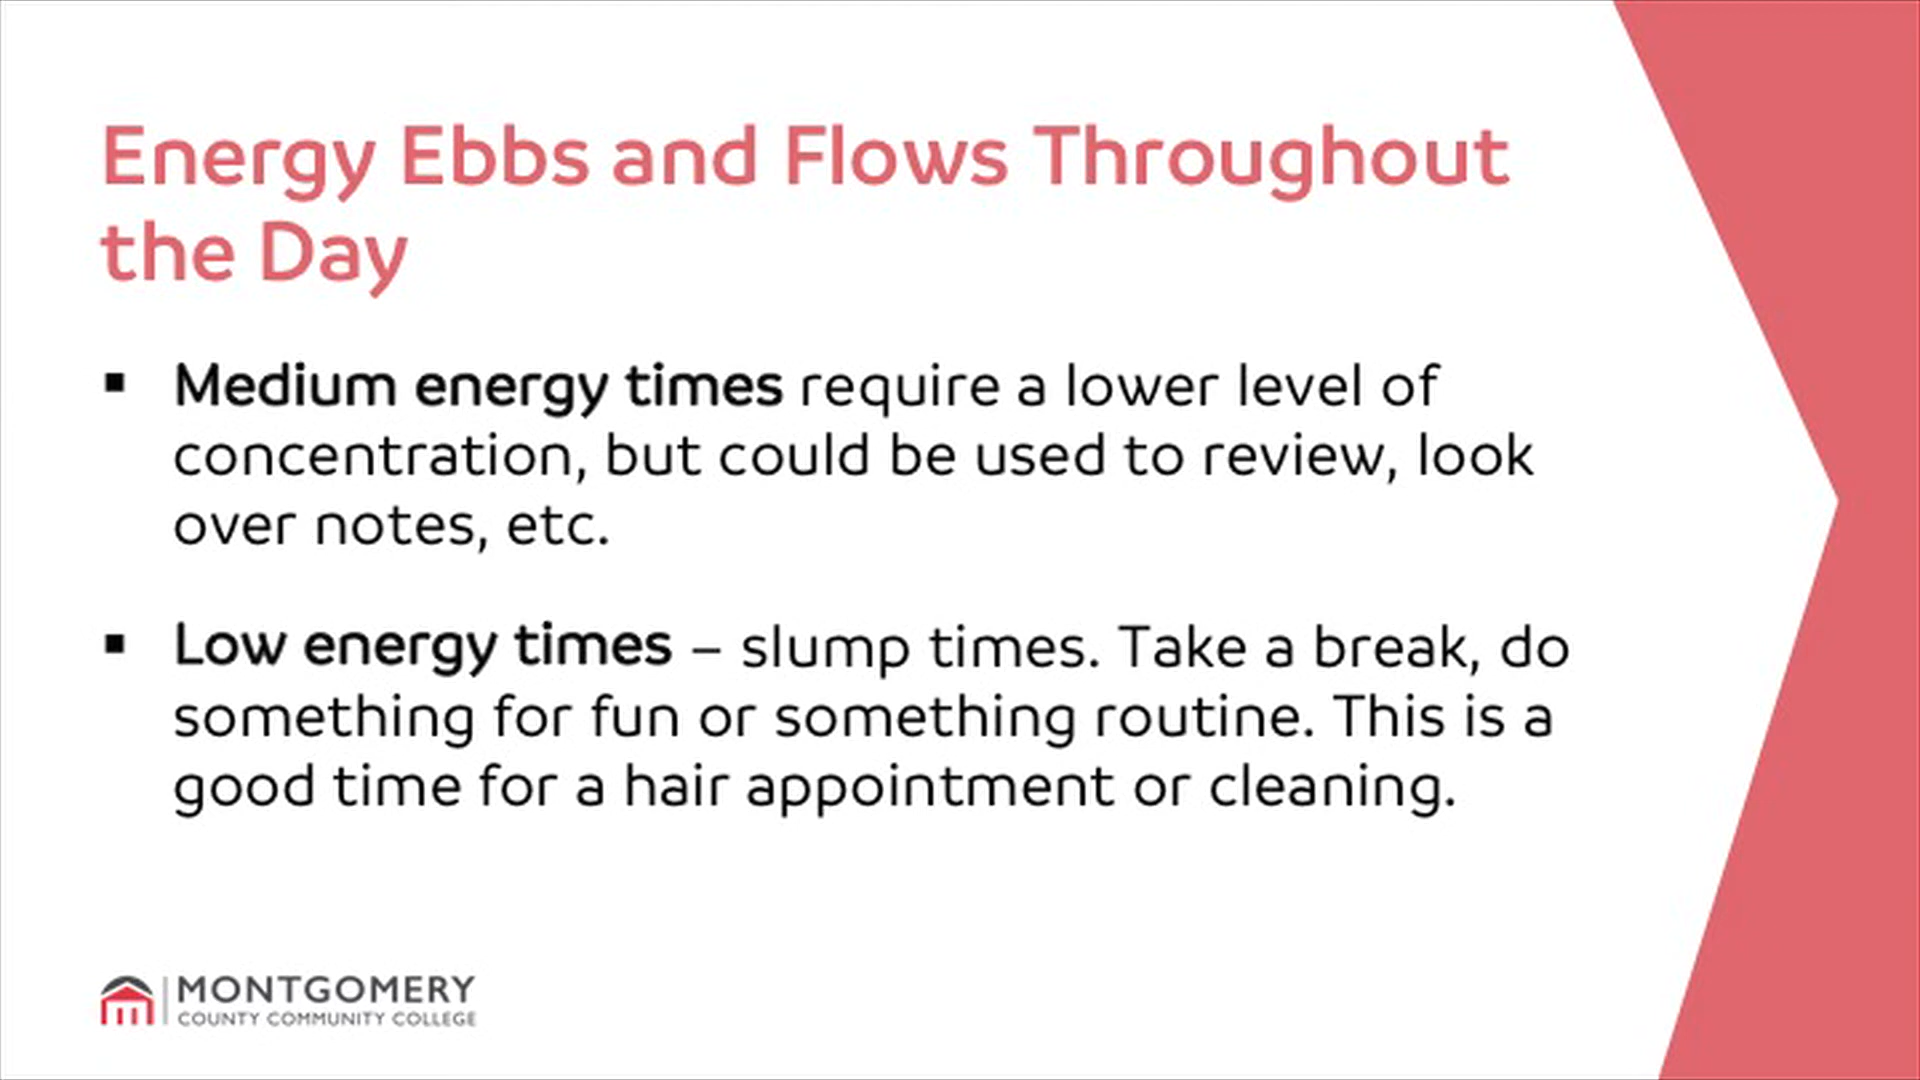 Energy Ebbs and Flows Throughout
the Day
▪ Medium energy times require a lower level of
concentration, but could be used to review, look
over notes, etc.
▪ Low energy times – slump times. Take a break, do
something for fun or something routine. This is a
good time for a hair appointment or cleaning.
MONTGOMERY
COUNTY COMMUNITY COLLEGE